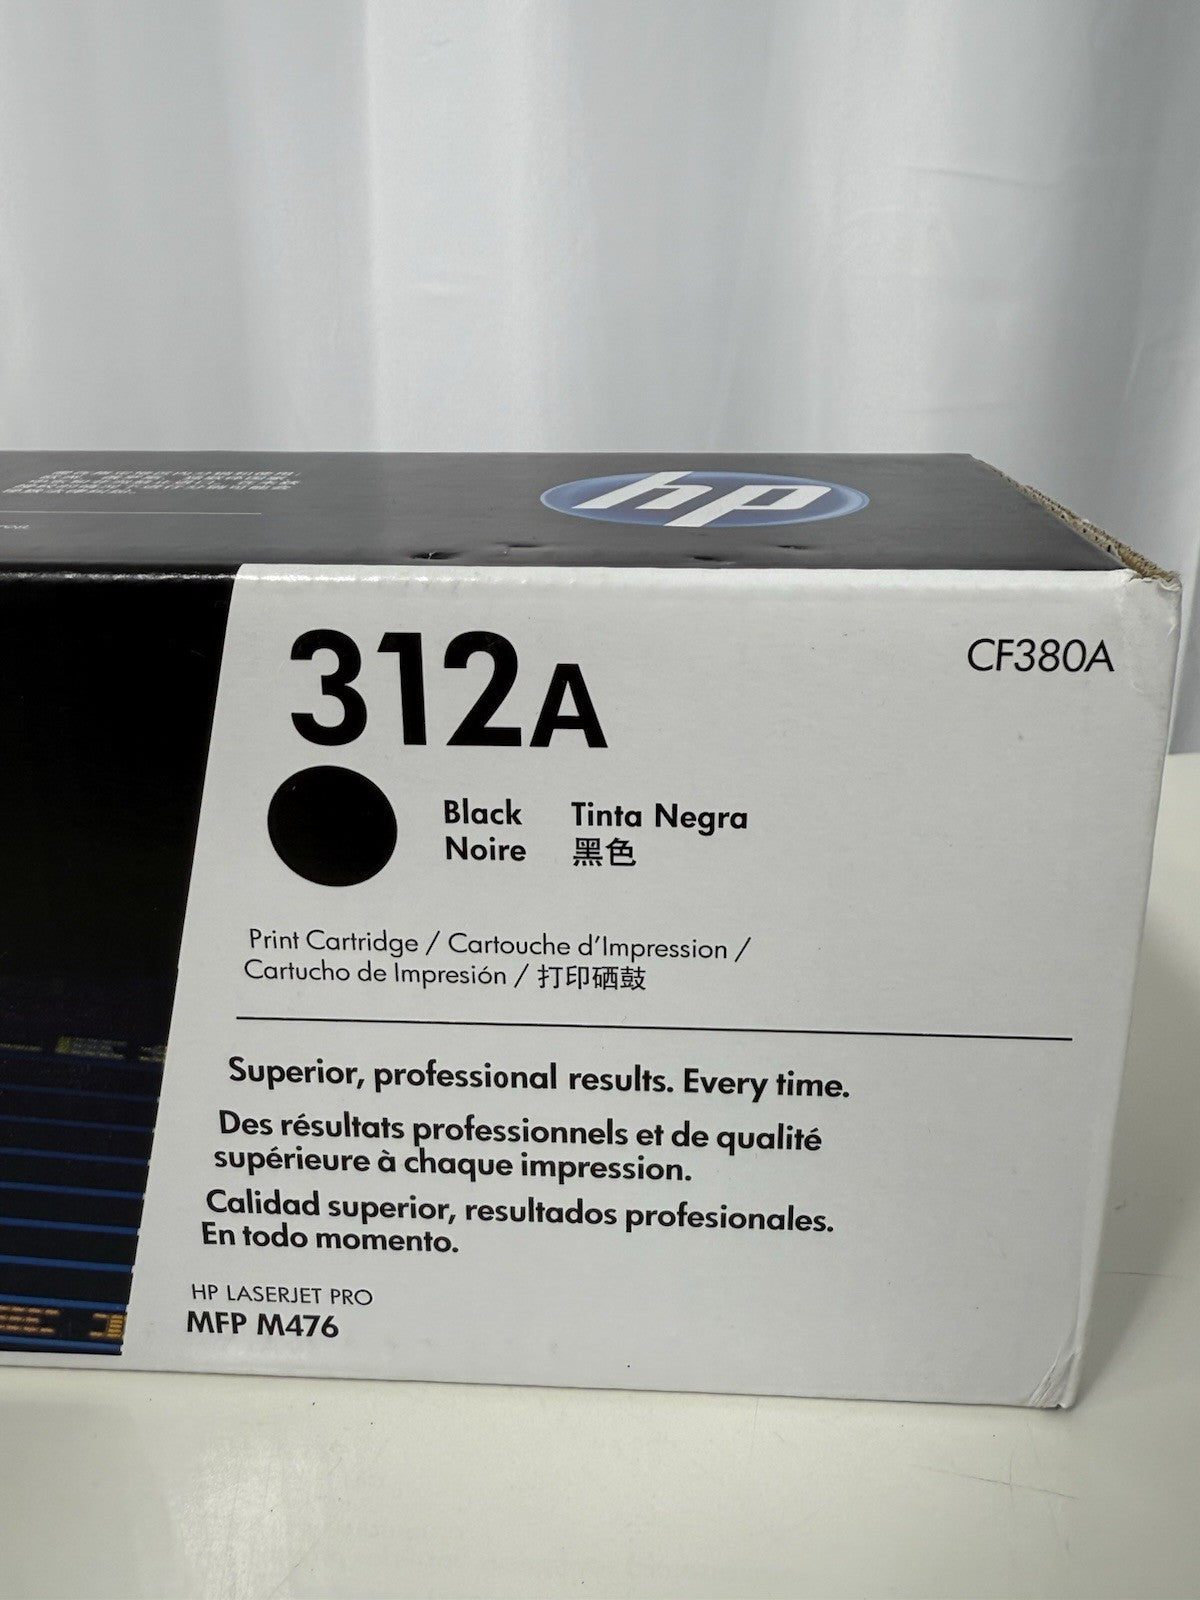 hp
312A
CF380A
Black
Noire
Tinta Negra
黑色
Print Cartridge / Cartouche d'Impression /
Cartucho de Impresión / 打印硒鼓
Superior, professional results. Every time.
Des résultats professionnels et de qualité
supérieure à chaque impression.
Calidad superior, resultados profesionales.
En todo momento.
HP LASERJET PRO
MFP M476